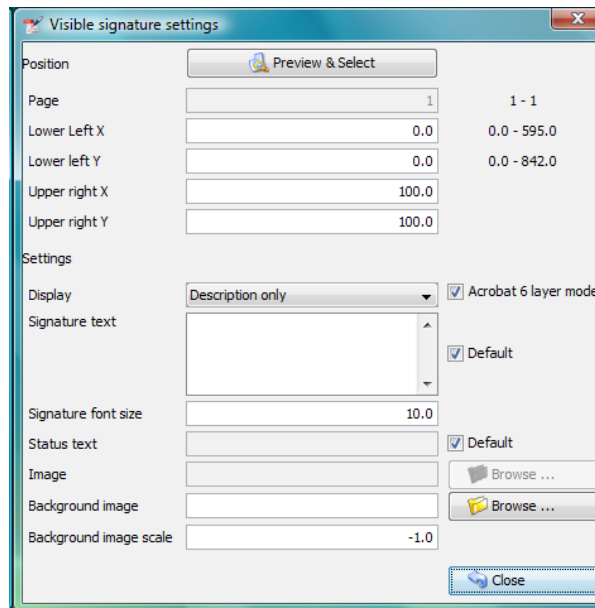 Visible signature settings
Position Preview & Select
Page 1 1 - 1
Lower Left X 0.0 0.0 - 595.0
Lower left Y 0.0 0.0 - 842.0
Upper right X 100.0
Upper right Y 100.0
Settings
Display Description only Acrobat 6 layer mode
Signature text
Default
Signature font size 10.0
Status text Default
Image Browse ...
Background image Browse ...
Background image scale -1.0
Close